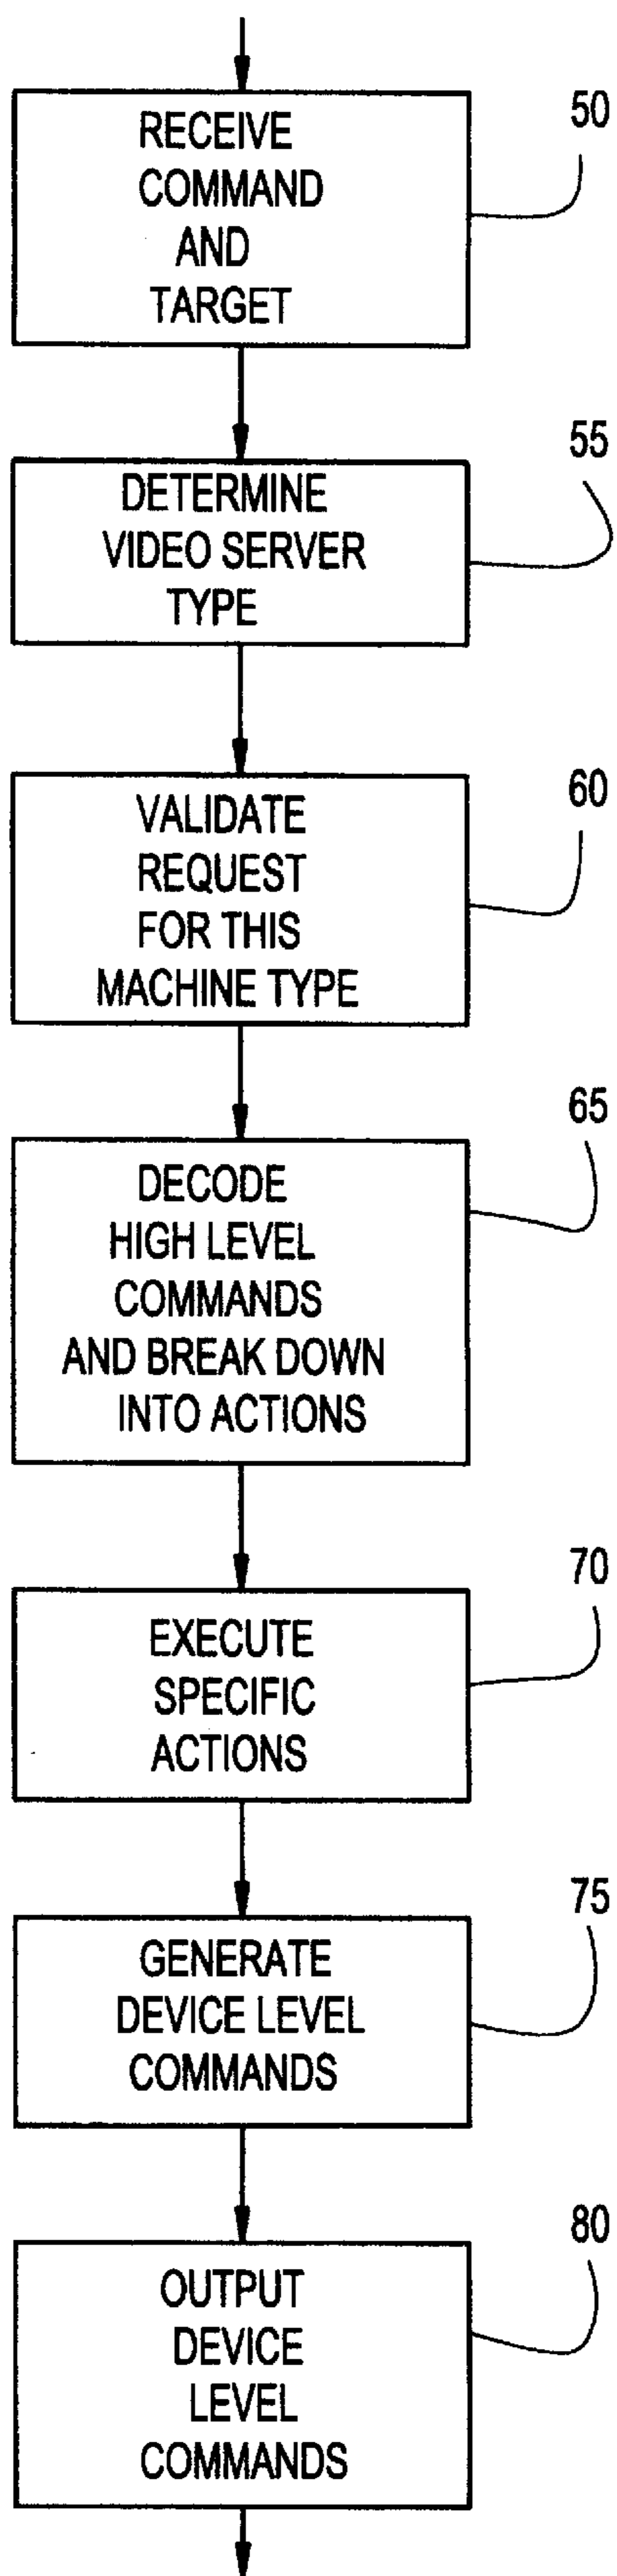 RECEIVE
COMMAND
AND
TARGET
50
DETERMINE
VIDEO SERVER
TYPE
55
VALIDATE
REQUEST
FOR THIS
MACHINE TYPE
60
DECODE
HIGH LEVEL
COMMANDS
AND BREAK DOWN
INTO ACTIONS
65
EXECUTE
SPECIFIC
ACTIONS
70
GENERATE
DEVICE LEVEL
COMMANDS
75
OUTPUT
DEVICE
LEVEL
COMMANDS
80